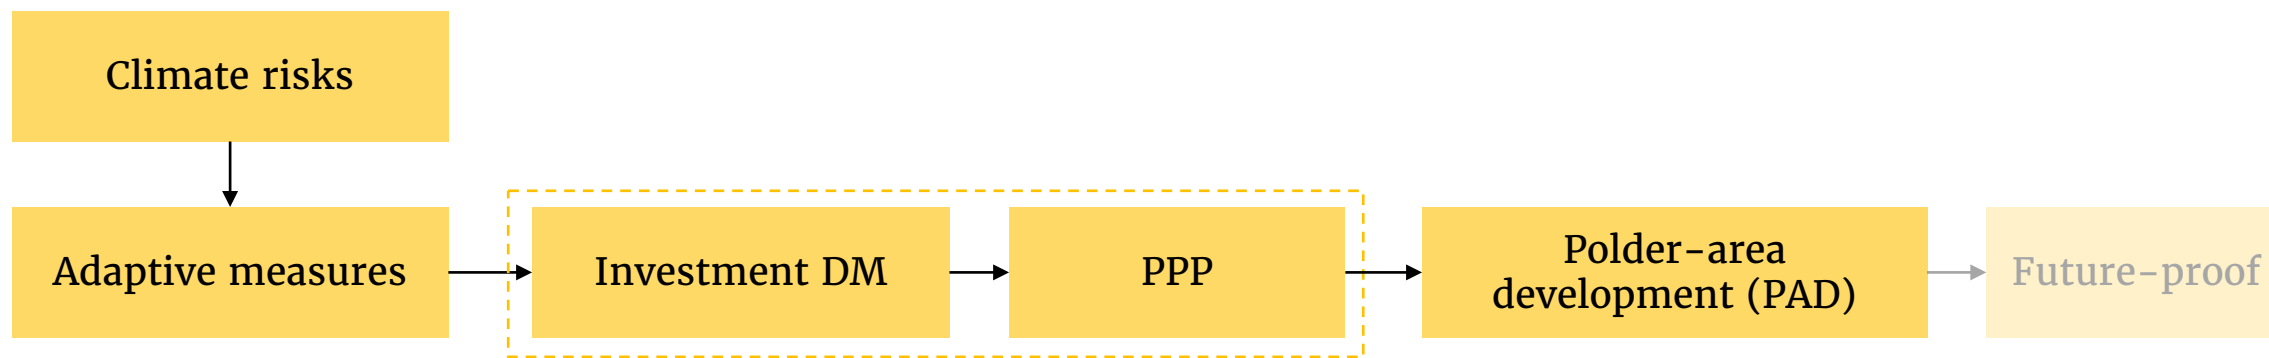 Climate risks
Adaptive measures
Investment DM
PPP
Polder-area
development (PAD)
Future-proof